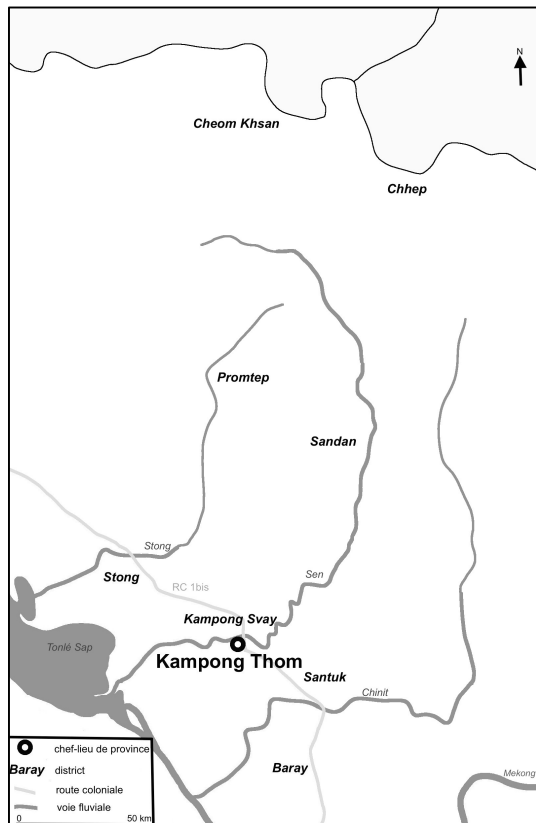 N
Cheom Khsan
Chhep
Promtep
Sandan
Stong
Sen
Stong
RC 1bis
Kampong Svay
Tonlé Sap
Kampong Thom
Santuk
Chinit
Baray
Mekong
chef-lieu de province
Baray district
route coloniale
voie fluviale
0 50 km